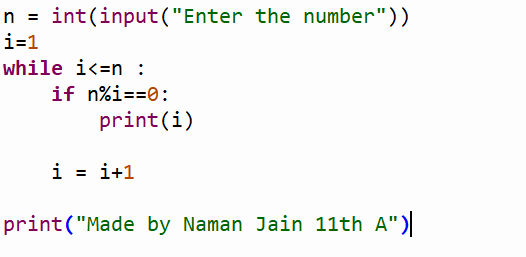 n = int(input("Enter the number"))
i=1
while i<=n :
    if n%i==0:
        print(i)
    i = i+1
print("Made by Naman Jain 11th A")